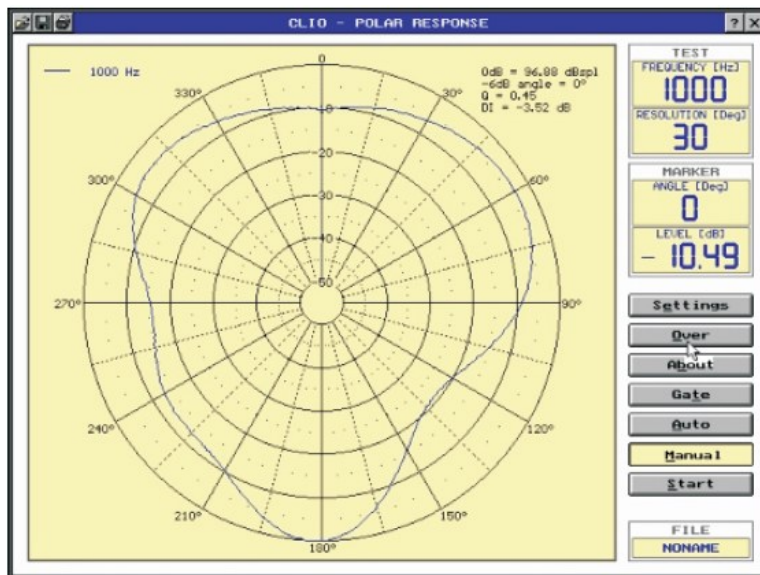 CLIO - POLAR RESPONSE
? X
1000 Hz
0dB = 96.88 dBspl
-6dB angle = 0°
Q = 0.45
DI = -3.52 dB
0
330°
30°
300°
60°
270°
90°
240°
120°
210°
150°
180°
-20
-30
-40
TEST
FREQUENCY [Hz]
1000
RESOLUTION [Deg]
30
MARKER
ANGLE [Deg]
0
LEVEL [dB]
- 10.49
Settings
Over
About
Gate
Auto
Manual
Start
FILE
NONAME